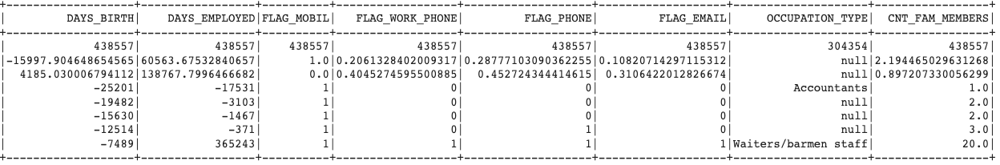 +------------------+-----------------+----------+-------------------+------------------+-------------------+--------------------+-----------------+
|        DAYS_BIRTH|    DAYS_EMPLOYED|FLAG_MOBIL|    FLAG_WORK_PHONE|        FLAG_PHONE|         FLAG_EMAIL|     OCCUPATION_TYPE|  CNT_FAM_MEMBERS|
+------------------+-----------------+----------+-------------------+------------------+-------------------+--------------------+-----------------+
|            438557|           438557|    438557|             438557|            438557|             438557|              304354|           438557|
|-15997.904648654565|60563.67532840657|       1.0|0.2061328402009317|0.28777103090362255|0.10820714297115312|                null|2.194465029631268|
|4185.030006794112|138767.7996466682|       0.0|0.4045274595500885|   0.452724344414615| 0.3106422012826674|                null|0.897207330056299|
|            -25201|           -17531|         1|                  0|                 0|                  0|         Accountants|              1.0|
|            -19482|            -3103|         1|                  0|                 0|                  0|                null|              2.0|
|            -15630|            -1467|         1|                  0|                 0|                  0|                null|              2.0|
|            -12514|             -371|         1|                  0|                 1|                  0|                null|              3.0|
|             -7489|           365243|         1|                  1|                 1|                  1|Waiters/barmen staff|             20.0|
+------------------+-----------------+----------+-------------------+------------------+-------------------+--------------------+-----------------+